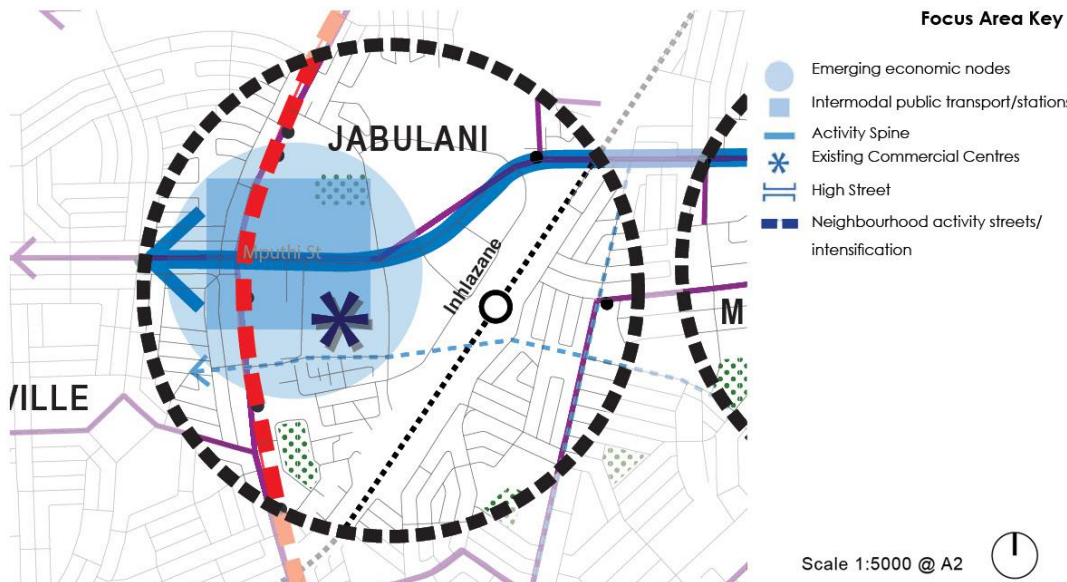 Focus Area Key
Emerging economic nodes
Intermodal public transport/stations
Activity Spine
Existing Commercial Centres
High Street
Neighbourhood activity streets/
intensification
JABULANI
Mputhi St
Inhlazane
M
VILLE
Scale 1:5000 @ A2